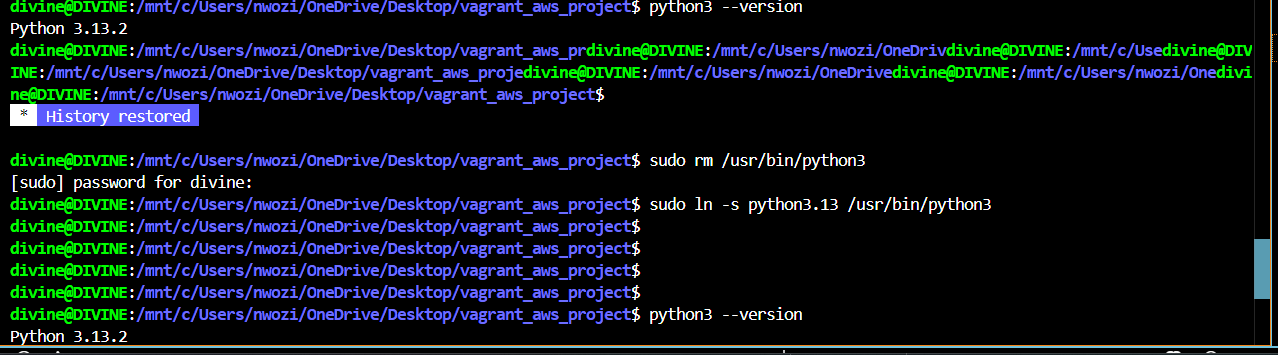 divine@DIVINE:/mnt/c/Users/nwozi/OneDrive/Desktop/vagrant_aws_project$ python3 --version
Python 3.13.2
divine@DIVINE:/mnt/c/Users/nwozi/OneDrive/Desktop/vagrant_aws_prdivine@DIVINE:/mnt/c/Users/nwozi/OneDrivdivine@DIVINE:/mnt/c/Usedivine@DIV
INE:/mnt/c/Users/nwozi/OneDrive/Desktop/vagrant_aws_projedivine@DIVINE:/mnt/c/Users/nwozi/OneDrivedivine@DIVINE:/mnt/c/Users/nwozi/Onedivi
ne@DIVINE:/mnt/c/Users/nwozi/OneDrive/Desktop/vagrant_aws_project$
* History restored
divine@DIVINE:/mnt/c/Users/nwozi/OneDrive/Desktop/vagrant_aws_project$ sudo rm /usr/bin/python3
[sudo] password for divine:
divine@DIVINE:/mnt/c/Users/nwozi/OneDrive/Desktop/vagrant_aws_project$ sudo ln -s python3.13 /usr/bin/python3
divine@DIVINE:/mnt/c/Users/nwozi/OneDrive/Desktop/vagrant_aws_project$
divine@DIVINE:/mnt/c/Users/nwozi/OneDrive/Desktop/vagrant_aws_project$
divine@DIVINE:/mnt/c/Users/nwozi/OneDrive/Desktop/vagrant_aws_project$
divine@DIVINE:/mnt/c/Users/nwozi/OneDrive/Desktop/vagrant_aws_project$
divine@DIVINE:/mnt/c/Users/nwozi/OneDrive/Desktop/vagrant_aws_project$ python3 --version
Python 3.13.2